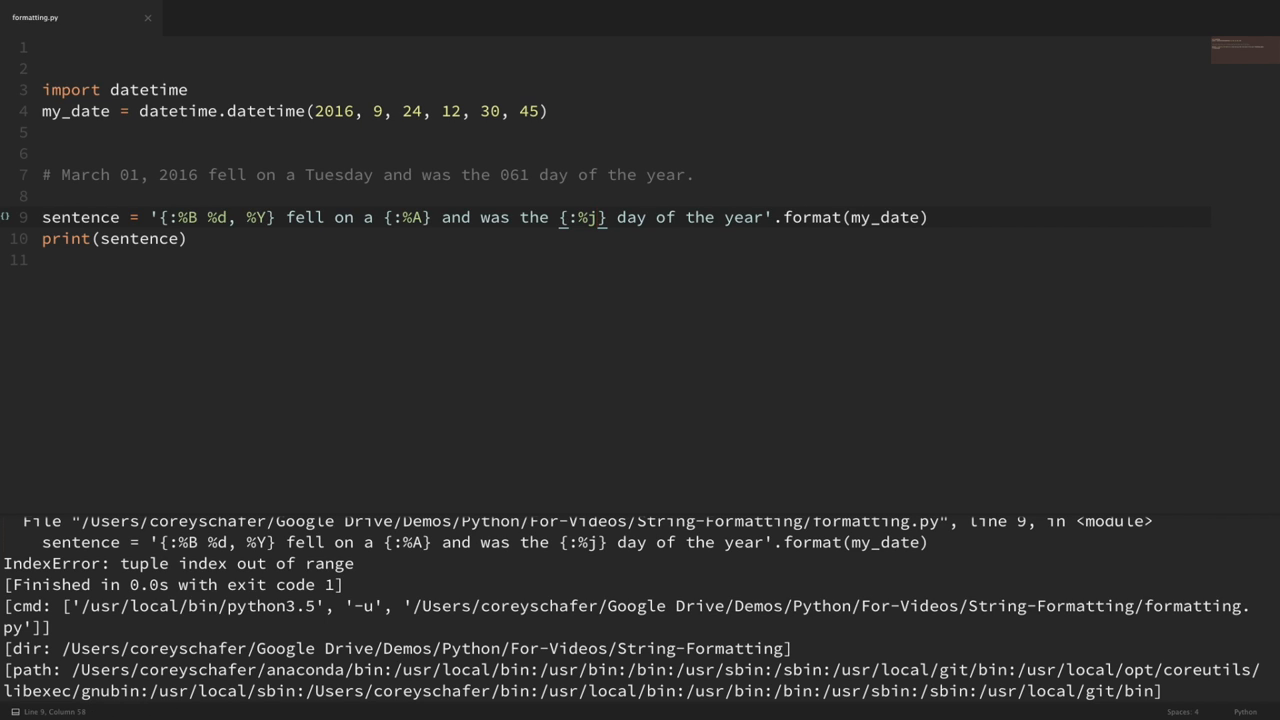 formatting.py
1
2
3 import datetime
4 my_date = datetime.datetime(2016, 9, 24, 12, 30, 45)
5
6
7 # March 01, 2016 fell on a Tuesday and was the 061 day of the year.
8
{} 9 sentence = '{:%B %d, %Y} fell on a {:%A} and was the {:%j} day of the year'.format(my_date)
10 print(sentence)
11
File "/Users/coreyschafer/Google Drive/Demos/Python/For-Videos/String-Formatting/formatting.py", line 9, in <module>
sentence = '{:%B %d, %Y} fell on a {:%A} and was the {:%j} day of the year'.format(my_date)
IndexError: tuple index out of range
[Finished in 0.0s with exit code 1]
[cmd: ['/usr/local/bin/python3.5', '-u', '/Users/coreyschafer/Google Drive/Demos/Python/For-Videos/String-Formatting/formatting.
py']]
[dir: /Users/coreyschafer/Google Drive/Demos/Python/For-Videos/String-Formatting]
[path: /Users/coreyschafer/anaconda/bin:/usr/local/bin:/usr/bin:/bin:/usr/sbin:/sbin:/usr/local/git/bin:/usr/local/opt/coreutils/
libexec/gnubin:/usr/local/sbin:/Users/coreyschafer/bin:/usr/local/bin:/usr/bin:/bin:/usr/sbin:/sbin:/usr/local/git/bin]
Line 9, Column 58 Spaces: 4 Python